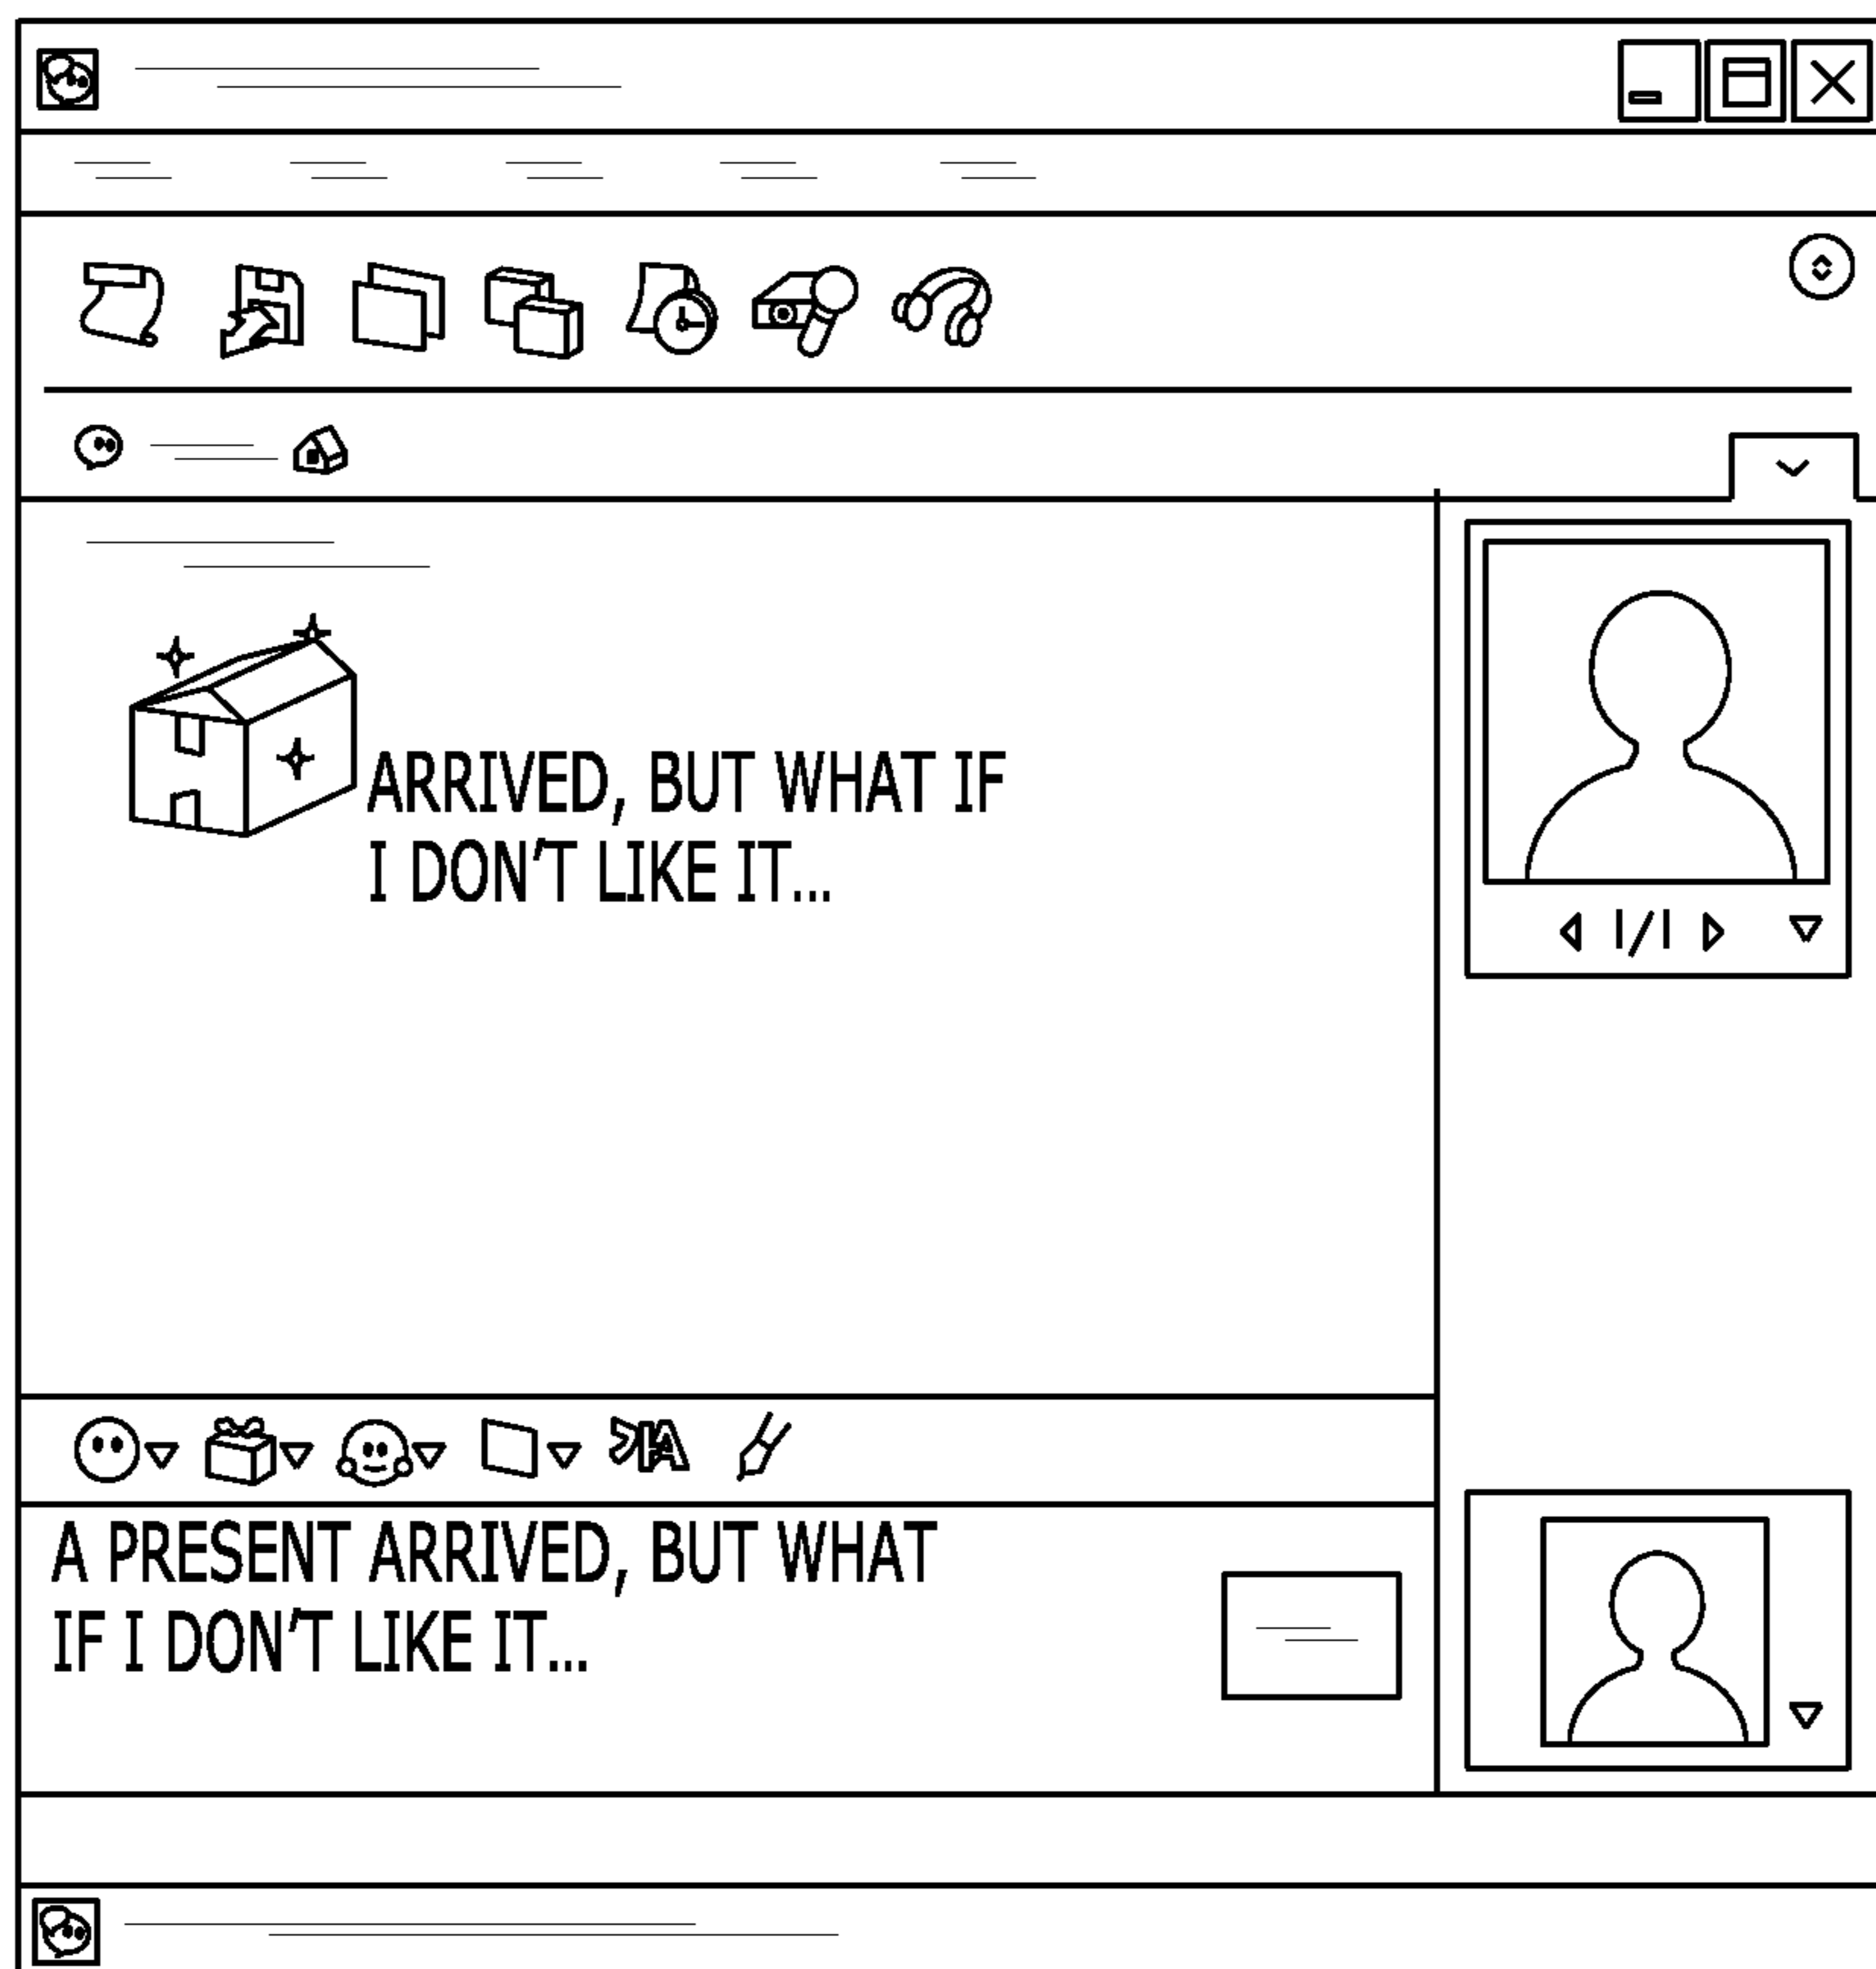 ARRIVED, BUT WHAT IF
I DON'T LIKE IT...
1/1
A PRESENT ARRIVED, BUT WHAT
IF I DON'T LIKE IT...